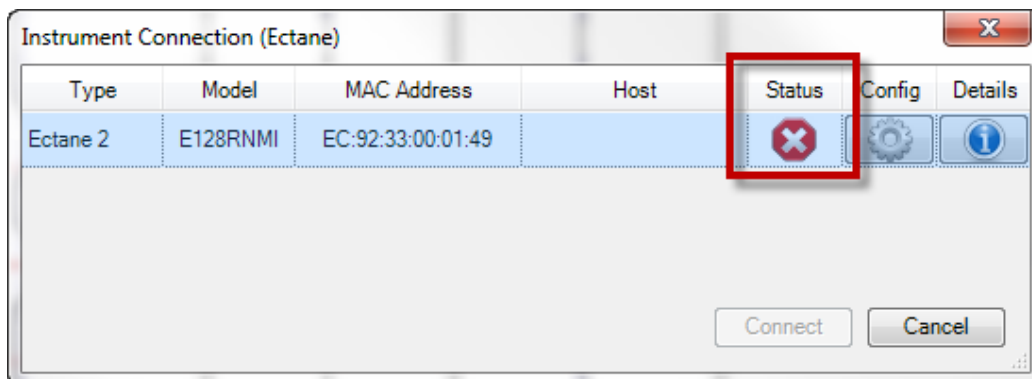 Instrument Connection (Ectane)
Type Model MAC Address Host Status Config Details
Ectane 2 E128RNMI EC:92:33:00:01:49
Connect Cancel